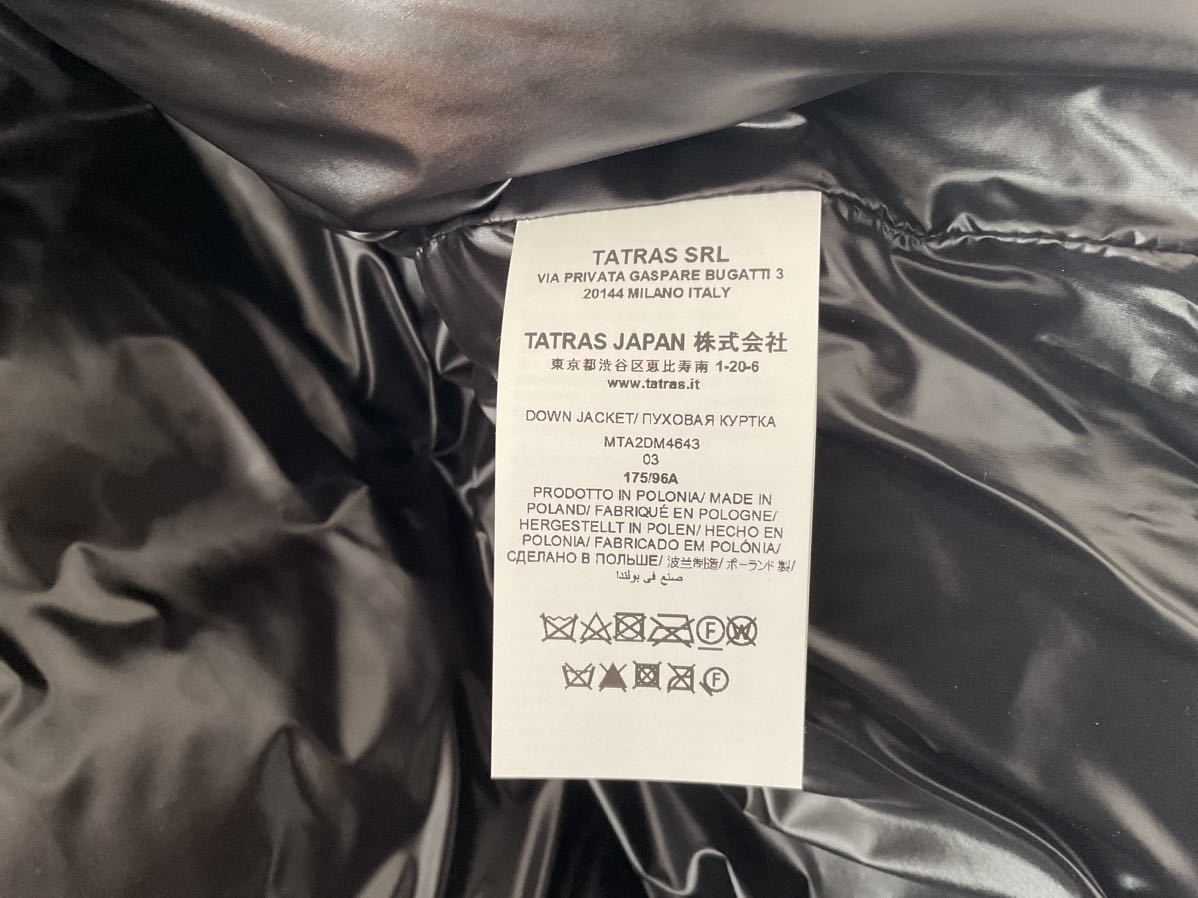 TATRAS SRL
VIA PRIVATA GASPARE BUGATTI 3
20144 MILANO ITALY
TATRAS JAPAN 株式会社
東京都渋谷区恵比寿南 1-20-6
www.tatras.it
DOWN JACKET/ ПУХОВАЯ КУРТКА
MTA2DM4643
03
175/96A
PRODOTTO IN POLONIA/ MADE IN
POLAND/ FABRIQUÉ EN POLOGNE/
HERGESTELLT IN POLEN/ HECHO EN
POLONIA/ FABRICADO EM POLÓNIA/
СДЕЛАНО В ПОЛЬШЕ/ 波兰制造/ ポーランド製/
صنع في بولندا
F W
F